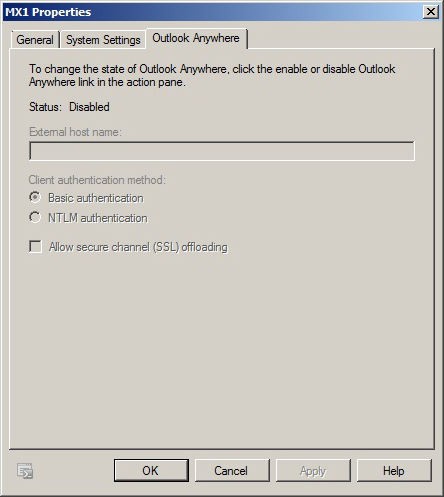 MX1 Properties
General
System Settings
Outlook Anywhere
To change the state of Outlook Anywhere, click the enable or disable Outlook
Anywhere link in the action pane.
Status: Disabled
External host name:
Client authentication method:
Basic authentication
NTLM authentication
Allow secure channel (SSL) offloading
OK
Cancel
Apply
Help